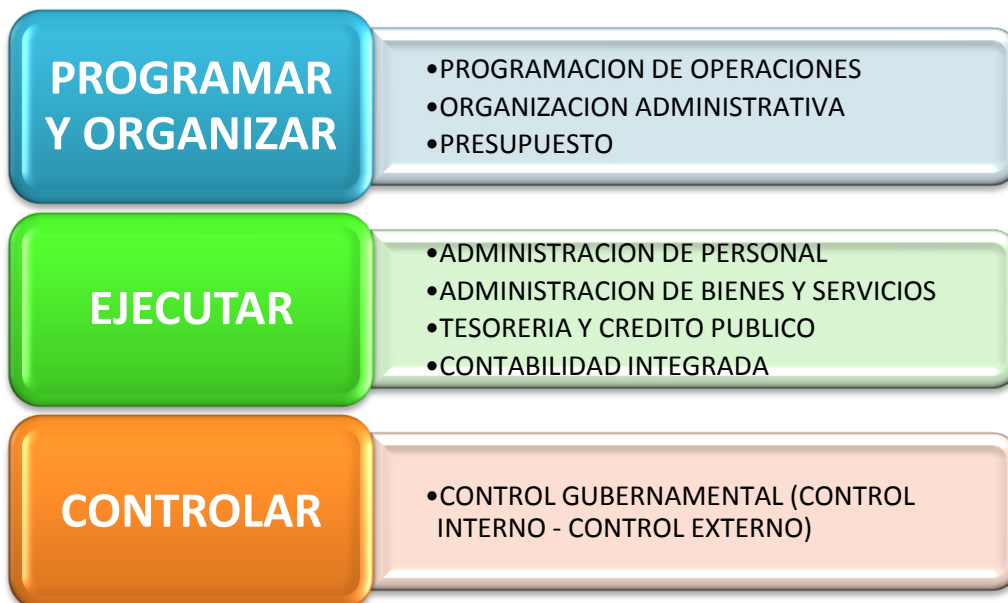 PROGRAMAR
Y ORGANIZAR
•PROGRAMACION DE OPERACIONES
•ORGANIZACION ADMINISTRATIVA
•PRESUPUESTO
EJECUTAR
•ADMINISTRACION DE PERSONAL
•ADMINISTRACION DE BIENES Y SERVICIOS
•TESORERIA Y CREDITO PUBLICO
•CONTABILIDAD INTEGRADA
CONTROLAR
•CONTROL GUBERNAMENTAL (CONTROL
INTERNO - CONTROL EXTERNO)